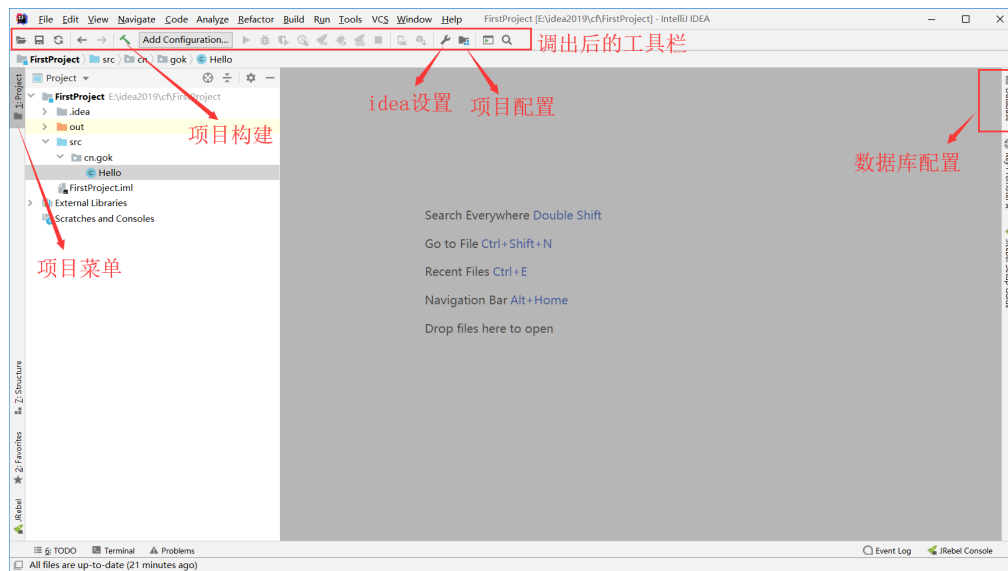 File Edit View Navigate Code Analyze Refactor Build Run Tools VCS Window Help FirstProject [E:\idea2019\cf\FirstProject] - IntelliJ IDEA
Add Configuration...
调出后的工具栏
FirstProject src cn gok Hello
1: Project
Project
FirstProject E:\idea2019\cf\FirstProject
.idea
out
src
cn.gok
Hello
FirstProject.iml
External Libraries
Scratches and Consoles
项目构建
idea设置
项目配置
数据库配置
项目菜单
Search Everywhere Double Shift
Go to File Ctrl+Shift+N
Recent Files Ctrl+E
Navigation Bar Alt+Home
Drop files here to open
Z: Structure
2: Favorites
JRebel
6: TODO Terminal Problems
Event Log JRebel Console
All files are up-to-date (21 minutes ago)